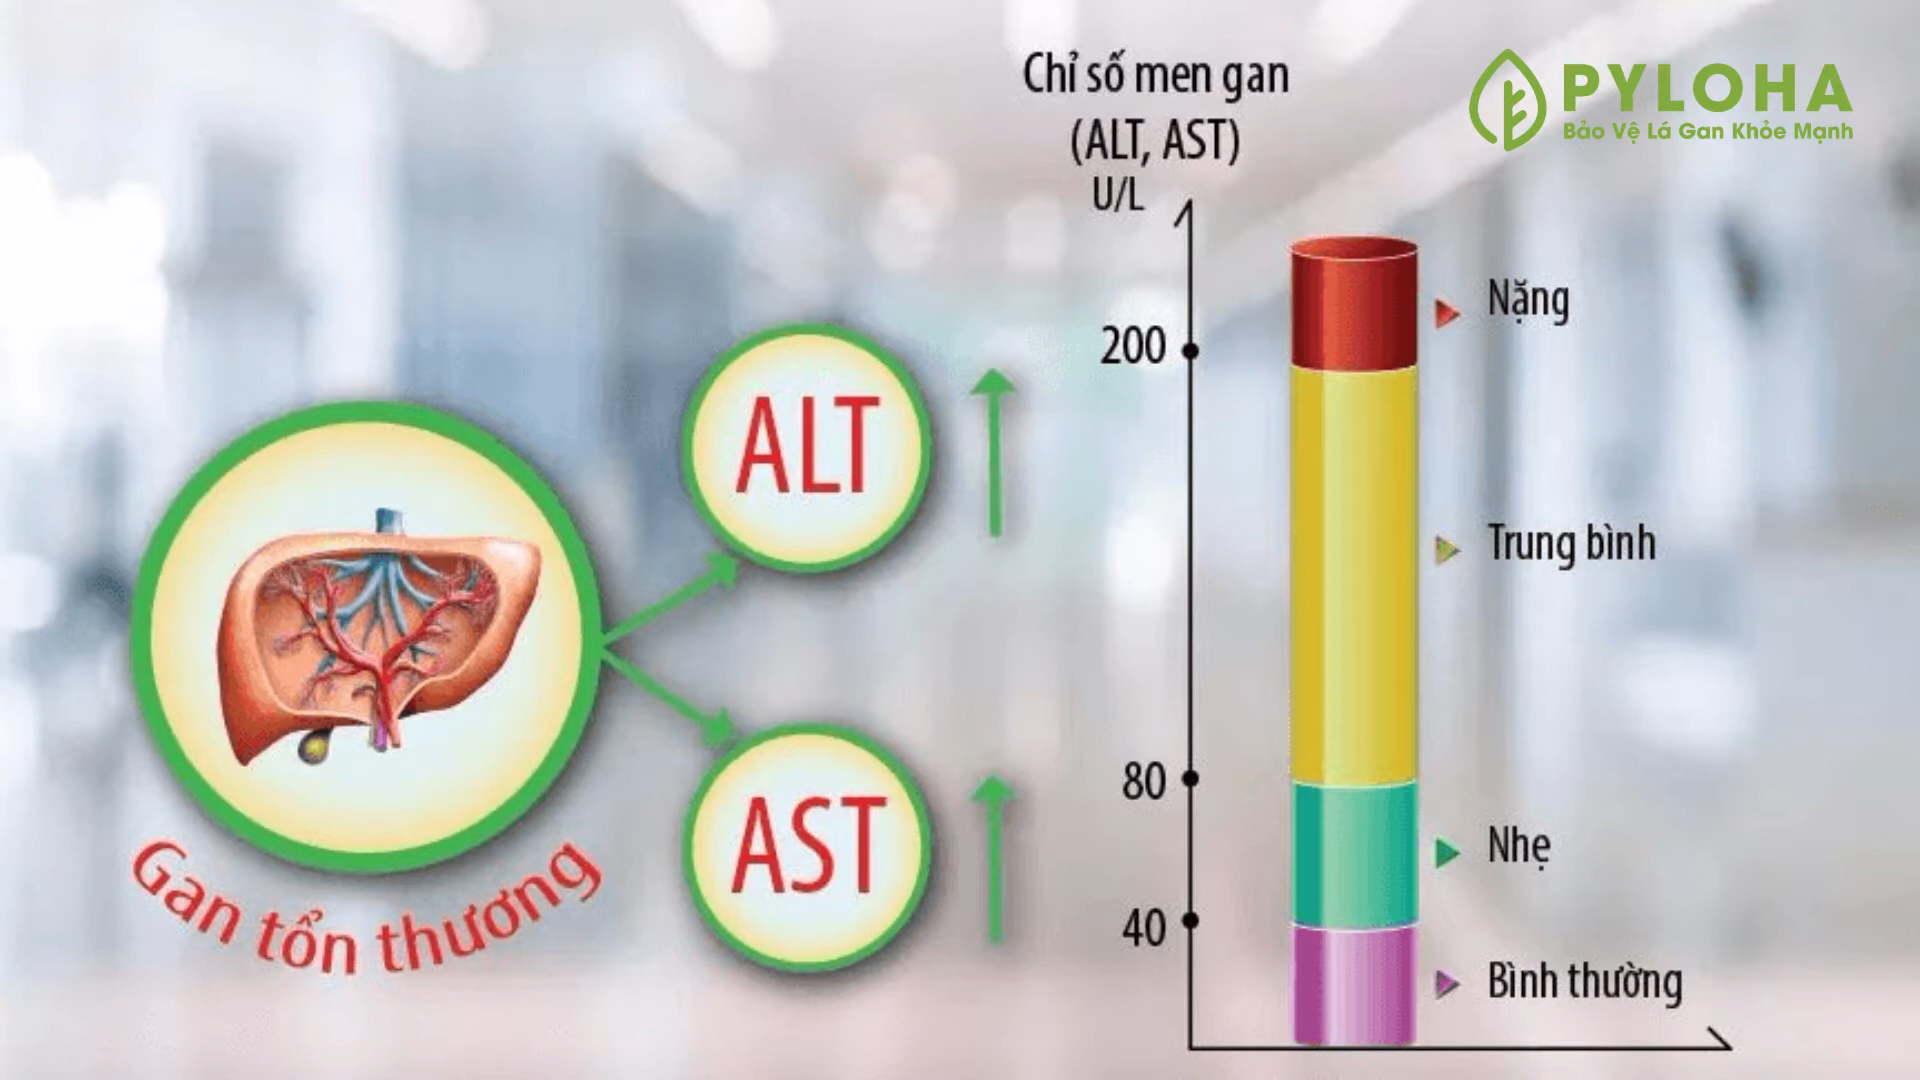 PYLOHA
Bảo Vệ Lá Gan Khỏe Mạnh
Chỉ số men gan
(ALT, AST)
U/L
200
80
40
Nặng
Trung bình
Nhẹ
Bình thường
ALT
AST
Gan tổn thương